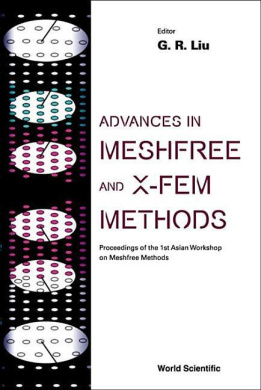 Editor
G. R. Liu
ADVANCES IN
MESHFREE
AND X-FEM
METHODS
Proceedings of the 1st Asian Workshop
on Meshfree Methods
World Scientific